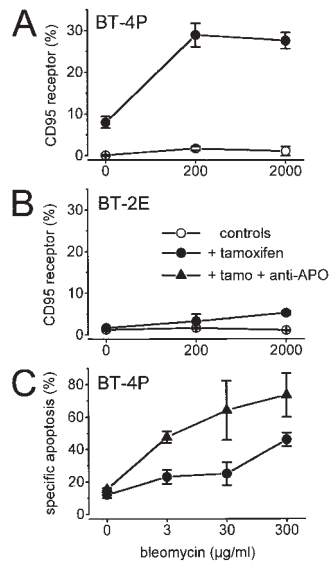 A
BT-4P
CD95 receptor (%)
30
20
10
0
0 200 2000
B
BT-2E
CD95 receptor (%)
30
20
10
0
controls
+ tamoxifen
+ tamo + anti-APO
0 200 2000
C
BT-4P
specific apoptosis (%)
80
60
40
20
0
0 3 30 300
bleomycin (µg/ml)